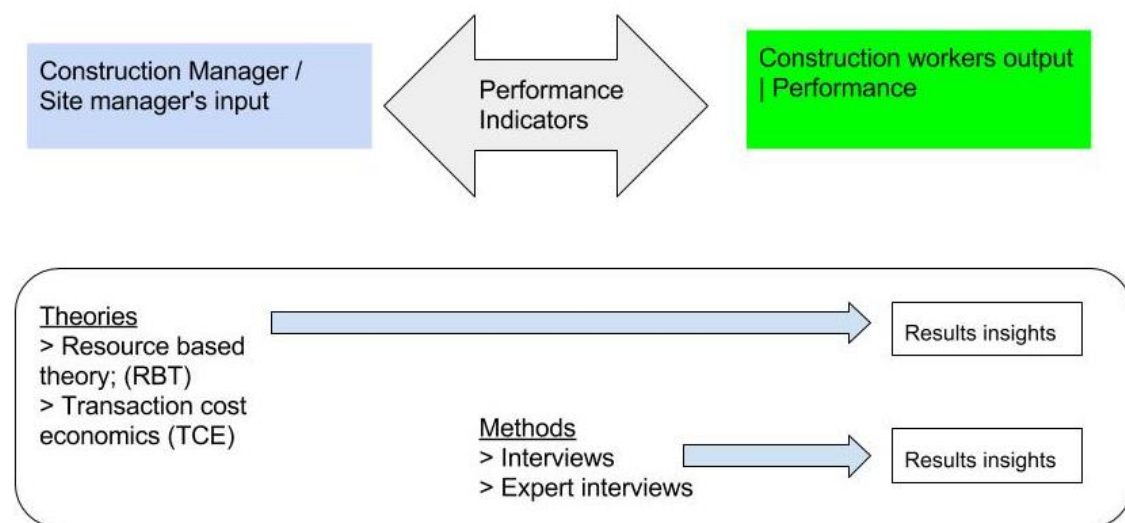 Construction Manager /
Site manager's input
Performance
Indicators
Construction workers output
| Performance
Theories
> Resource based
theory; (RBT)
> Transaction cost
economics (TCE)
Results insights
Methods
> Interviews
> Expert interviews
Results insights